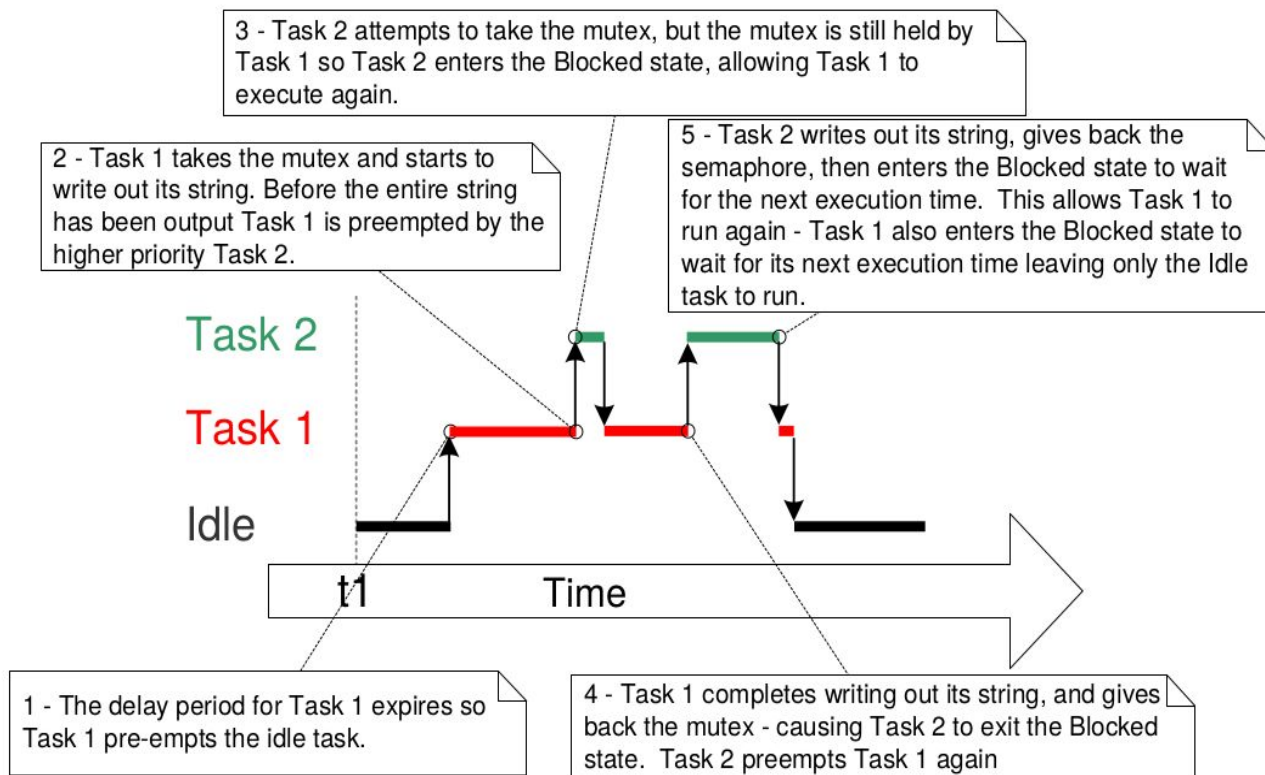 3 - Task 2 attempts to take the mutex, but the mutex is still held by
Task 1 so Task 2 enters the Blocked state, allowing Task 1 to
execute again.
2 - Task 1 takes the mutex and starts to
write out its string. Before the entire string
has been output Task 1 is preempted by the
higher priority Task 2.
5 - Task 2 writes out its string, gives back the
semaphore, then enters the Blocked state to wait
for the next execution time. This allows Task 1 to
run again - Task 1 also enters the Blocked state to
wait for its next execution time leaving only the Idle
task to run.
Task 2
Task 1
Idle
t1
Time
1 - The delay period for Task 1 expires so
Task 1 pre-empts the idle task.
4 - Task 1 completes writing out its string, and gives
back the mutex - causing Task 2 to exit the Blocked
state. Task 2 preempts Task 1 again